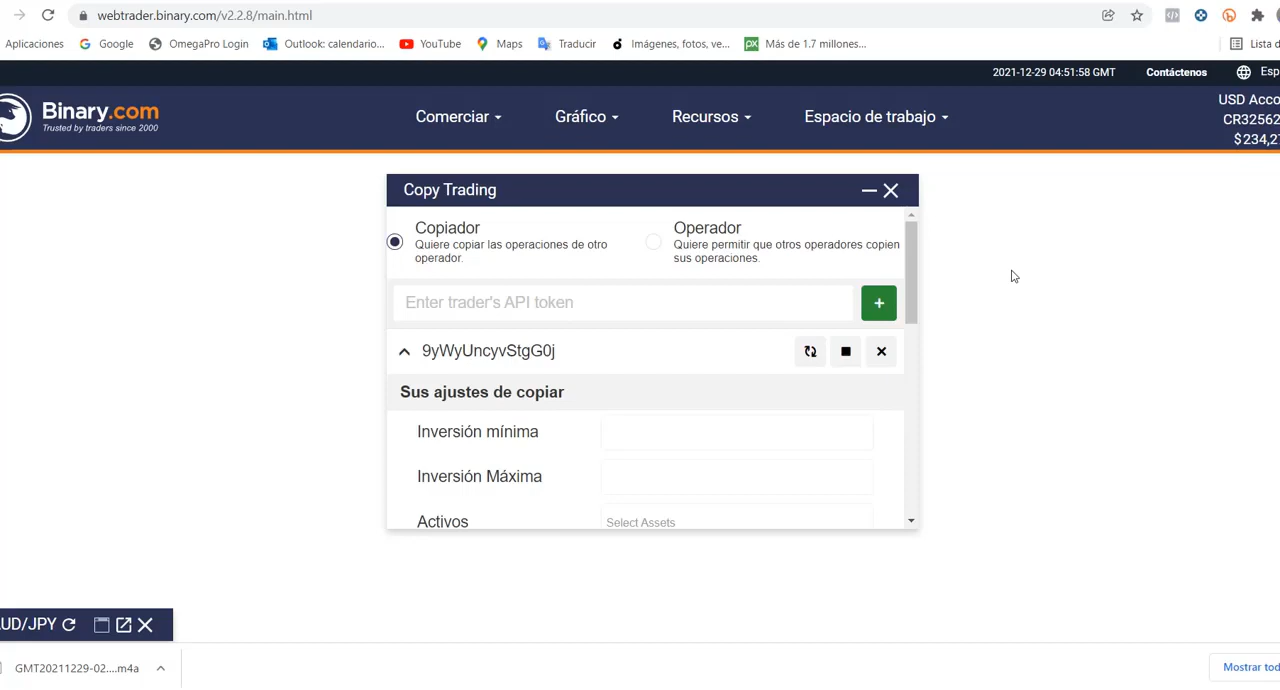 webtrader.binary.com/v2.2.8/main.html
Aplicaciones Google OmegaPro Login Outlook: calendario... YouTube Maps Traducir Imágenes, fotos, ve... Más de 1.7 millones... Lista d
2021-12-29 04:51:58 GMT Contáctenos Esp
Binary.com
Trusted by traders since 2000
Comerciar Gráfico Recursos Espacio de trabajo
USD Acco
CR32562
$234,27
Copy Trading
Copiador
Quiere copiar las operaciones de otro
operador.
Operador
Quiere permitir que otros operadores copien
sus operaciones.
Enter trader's API token
+
9yWyUncyvStgG0j
Sus ajustes de copiar
Inversión mínima
Inversión Máxima
Activos Select Assets
UD/JPY
GMT20211229-02....m4a
Mostrar tod